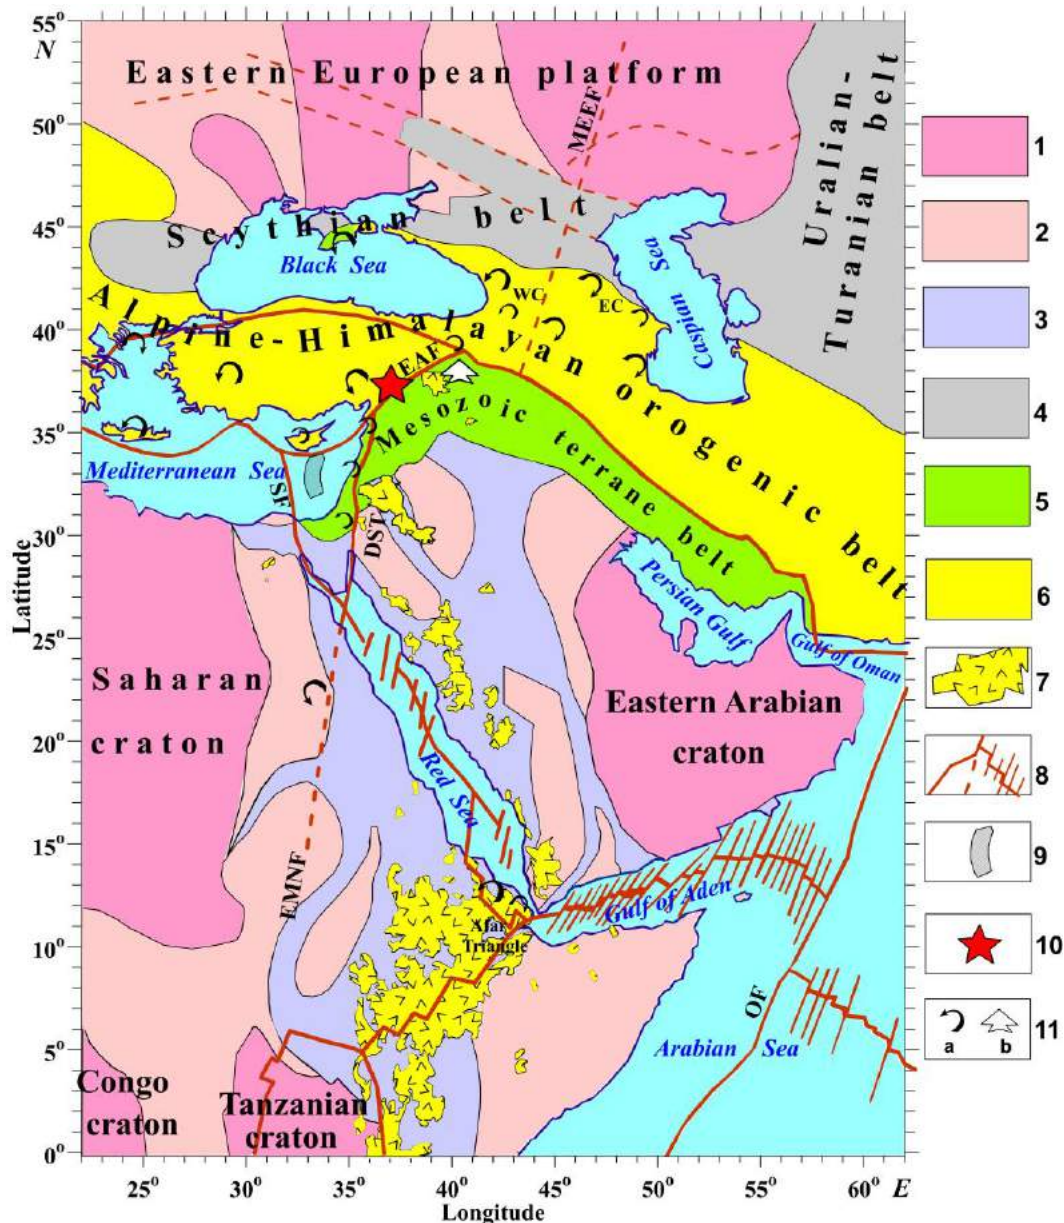 55°
N
50°
45°
40°
35°
30°
25°
20°
15°
10°
5°
0°
Latitude
25°
30°
35°
40°
45°
50°
55°
60°
E
Longitude
Eastern European platform
MEEF
Uralian-
Turanian belt
Scythian belt
Black Sea
Caspian
Sea
WC
EC
Alpine-Himalayan orogenic belt
EAF
Mesozoic terrane belt
Mediterranean Sea
SF
DST
Persian Gulf
Gulf of Oman
Saharan
craton
Eastern Arabian
craton
Red Sea
EMNF
Gulf of Aden
Afar
Triangle
OF
Arabian Sea
Congo
craton
Tanzanian
craton
1
2
3
4
5
6
7
8
9
10
11
a
b